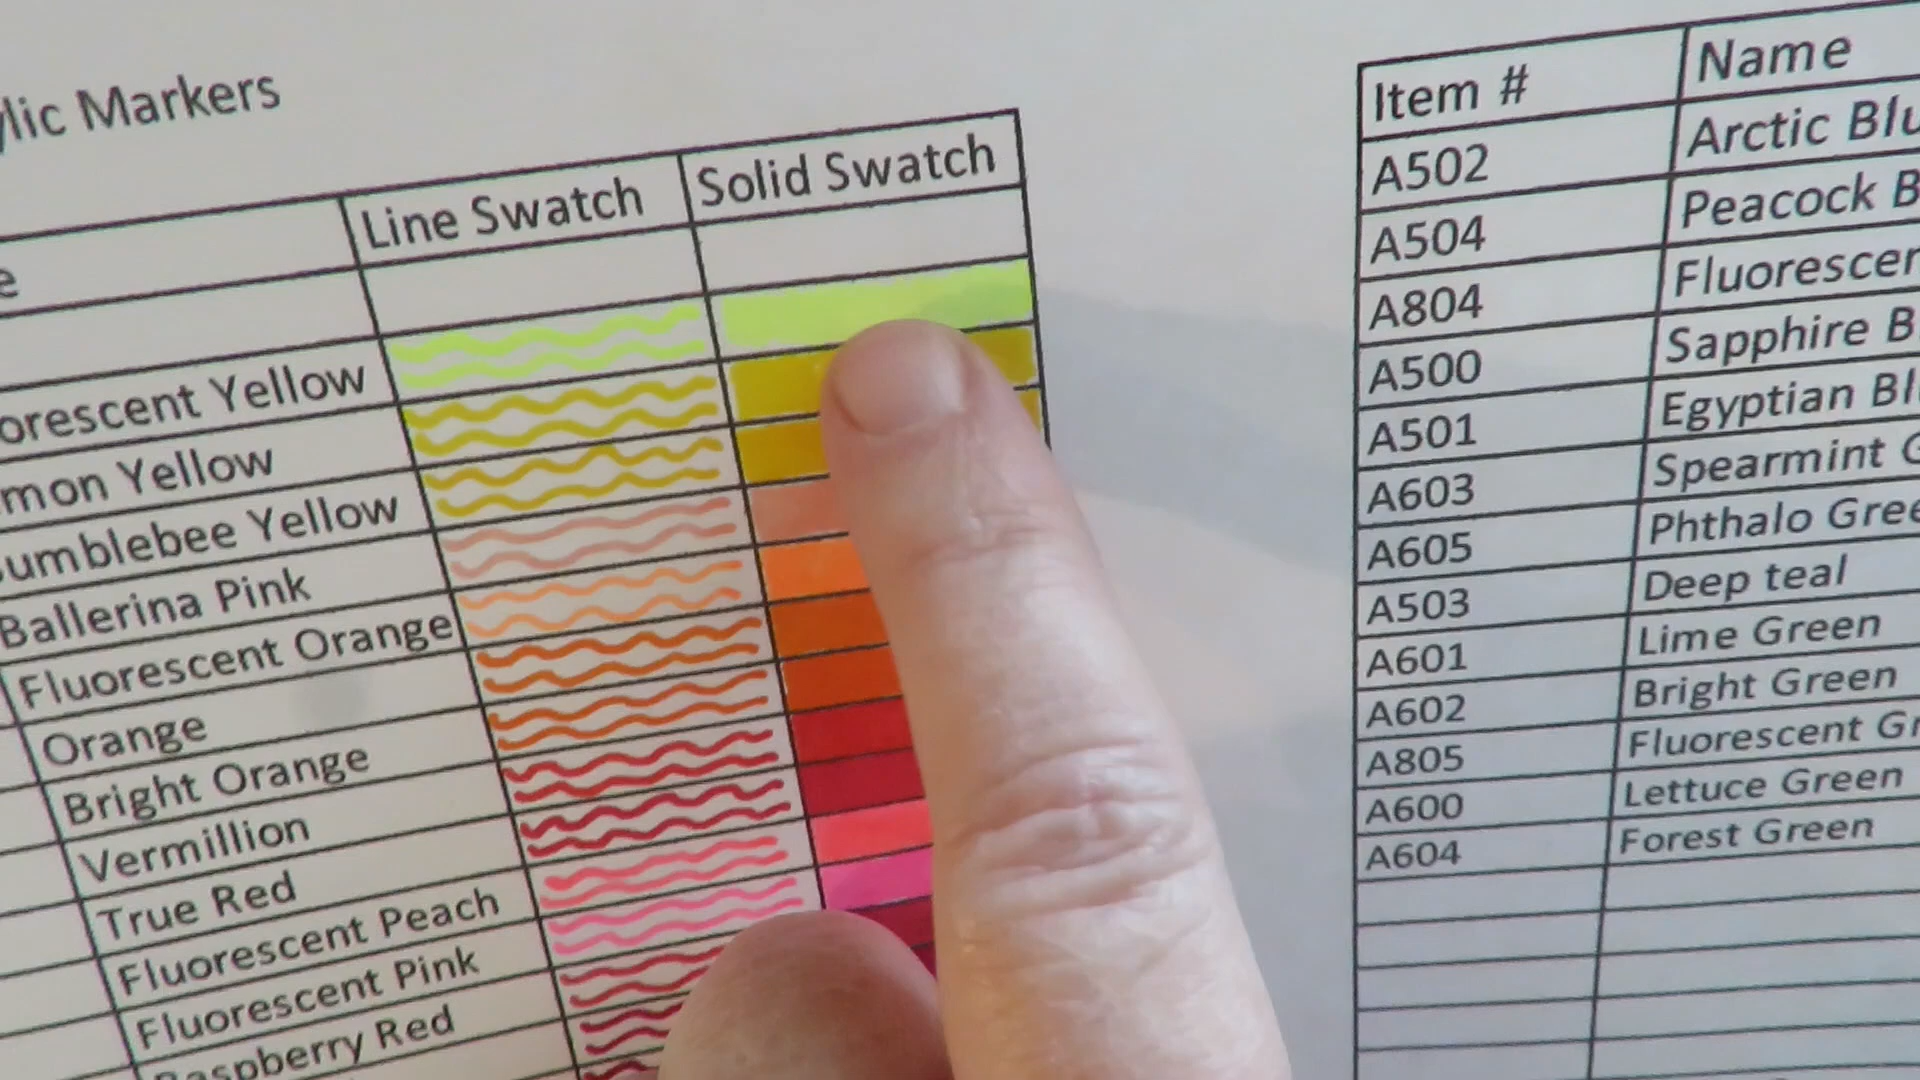 ylic Markers
e
Line Swatch
Solid Swatch
orescent Yellow
mon Yellow
umblebee Yellow
Ballerina Pink
Fluorescent Orange
Orange
Bright Orange
Vermillion
True Red
Fluorescent Peach
Fluorescent Pink
aspberry Red
Item # Name
A502 Arctic Blu
A504 Peacock B
A804 Fluorescen
A500 Sapphire B
A501 Egyptian Bl
A603 Spearmint G
A605 Phthalo Gree
A503 Deep teal
A601 Lime Green
A602 Bright Green
A805 Fluorescent Gr
A600 Lettuce Green
A604 Forest Green